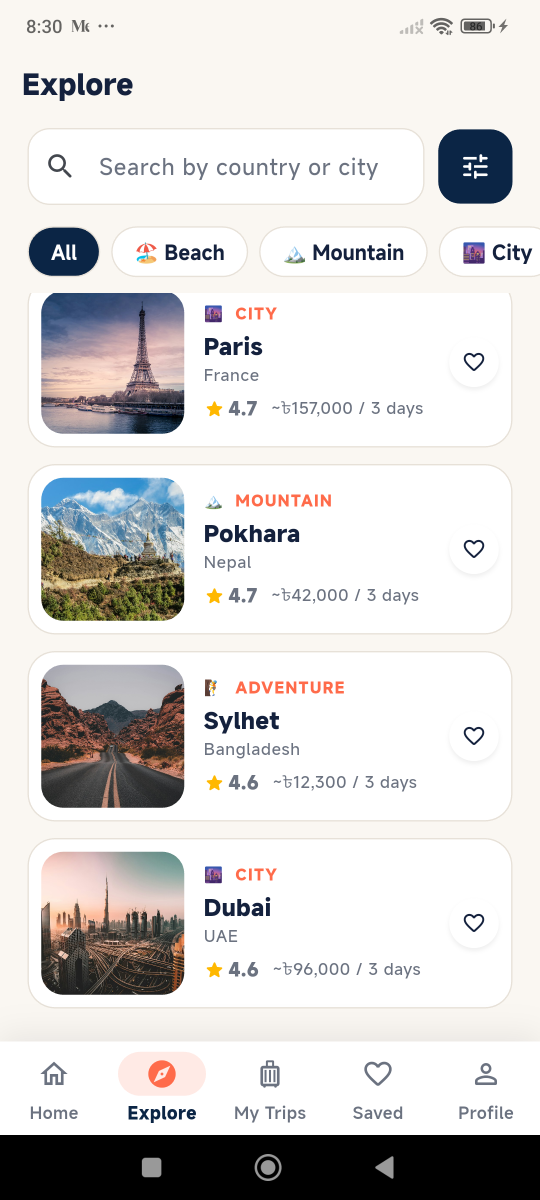 8:30
86
Explore
Search by country or city
All
Beach
Mountain
City
CITY
Paris
France
4.7 ~৳157,000 / 3 days
MOUNTAIN
Pokhara
Nepal
4.7 ~৳42,000 / 3 days
ADVENTURE
Sylhet
Bangladesh
4.6 ~৳12,300 / 3 days
CITY
Dubai
UAE
4.6 ~৳96,000 / 3 days
Home
Explore
My Trips
Saved
Profile